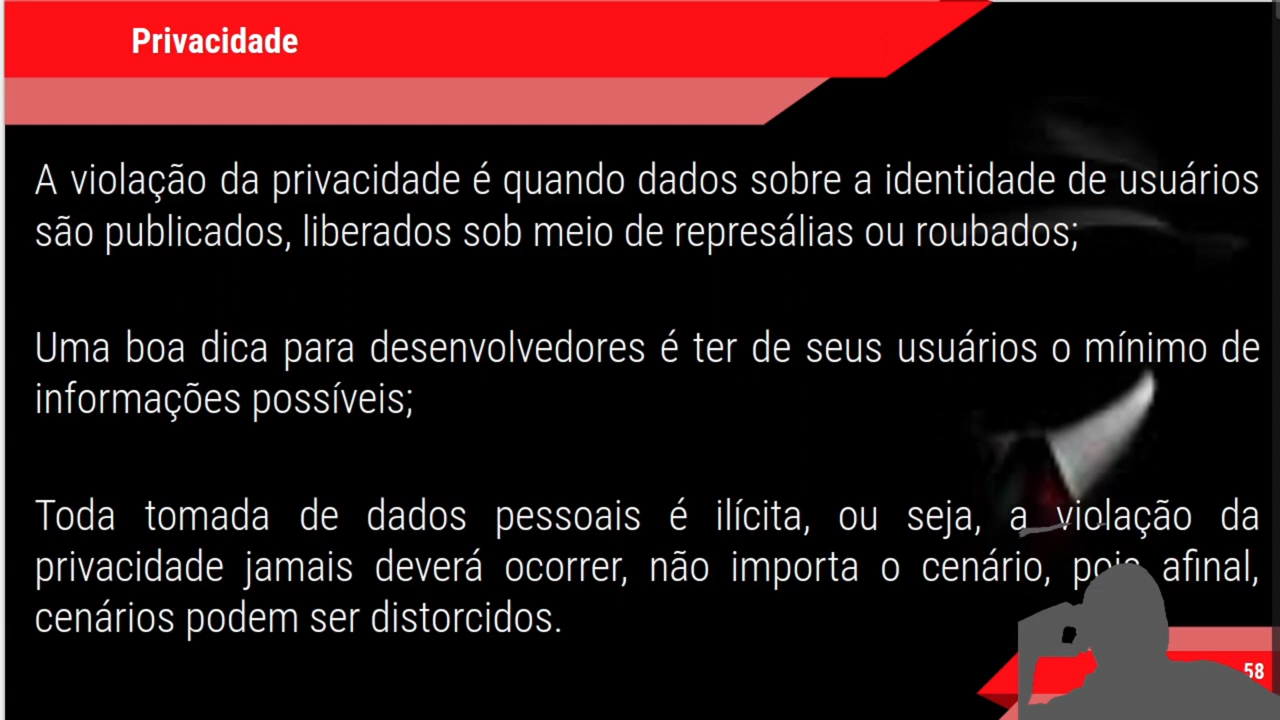 Privacidade
A violação da privacidade é quando dados sobre a identidade de usuários
são publicados, liberados sob meio de represálias ou roubados;
Uma boa dica para desenvolvedores é ter de seus usuários o mínimo de
informações possíveis;
Toda tomada de dados pessoais é ilícita, ou seja, a violação da
privacidade jamais deverá ocorrer, não importa o cenário, pois afinal,
cenários podem ser distorcidos.
58